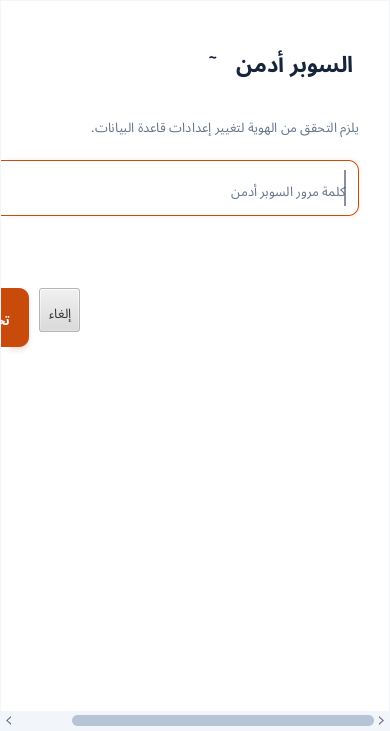 السوبر أدمن ~
يلزم التحقق من الهوية لتغيير إعدادات قاعدة البيانات.
كلمة مرور السوبر أدمن
إلغاء